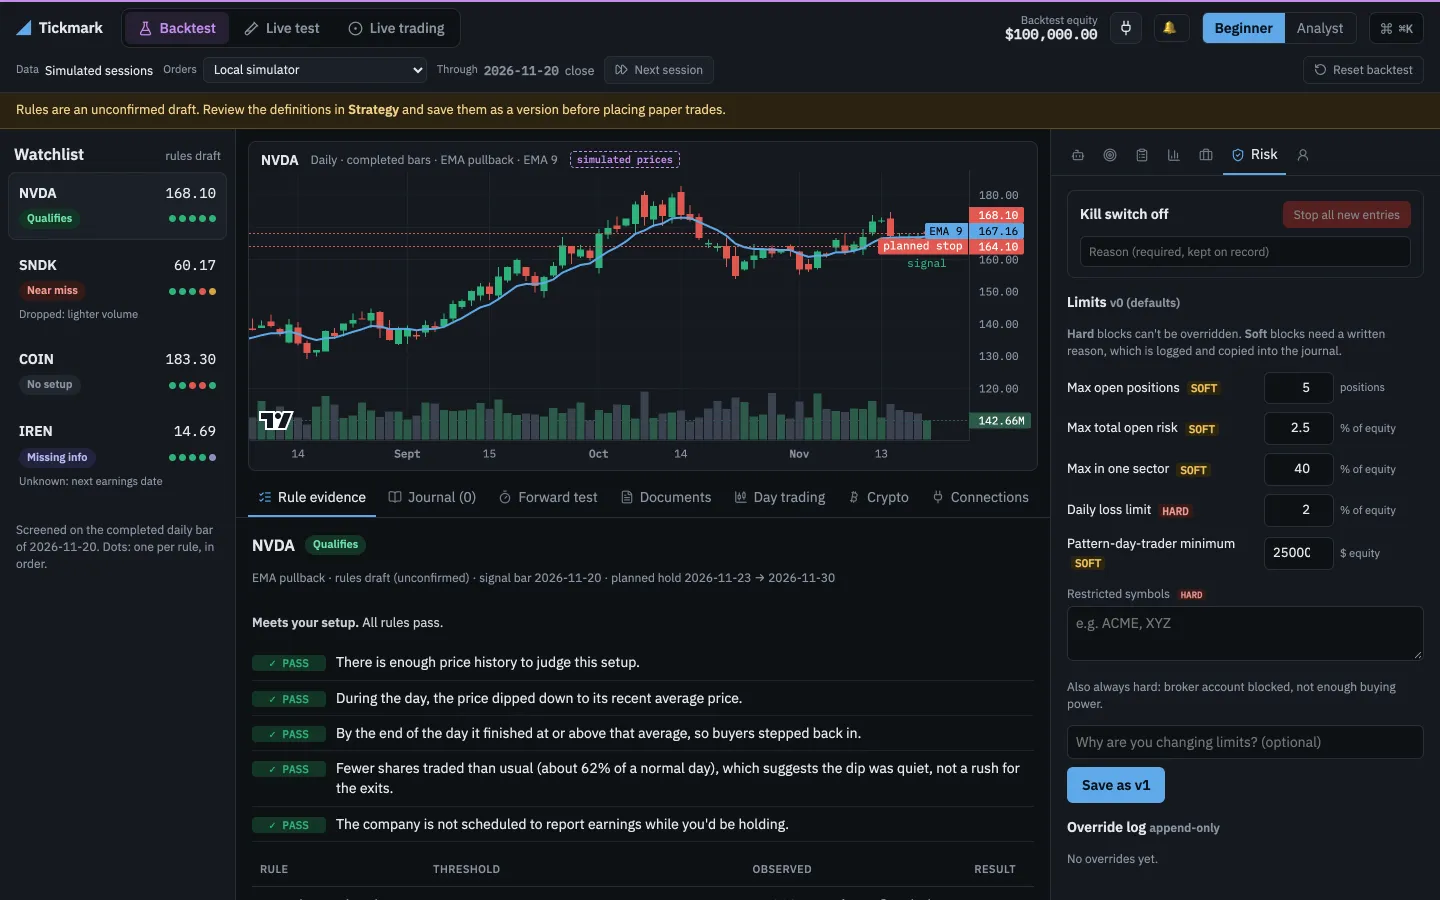 Tickmark
Backtest
Live test
Live trading
Backtest equity
$100,000.00
Beginner
Analyst
⌘ ⌘K
Data Simulated sessions Orders Local simulator Through 2026-11-20 close Next session
Reset backtest
Rules are an unconfirmed draft. Review the definitions in Strategy and save them as a version before placing paper trades.
Watchlist
rules draft
NVDA 168.10
Qualifies
SNDK 60.17
Near miss
Dropped: lighter volume
COIN 183.30
No setup
IREN 14.69
Missing info
Unknown: next earnings date
Screened on the completed daily bar
of 2026-11-20. Dots: one per rule, in
order.
NVDA Daily · completed bars · EMA pullback · EMA 9 simulated prices
180.00
168.10
EMA 9 167.16
planned stop 164.10
160.00
signal
150.00
140.00
130.00
120.00
142.66M
14 Sept 15 Oct 14 Nov 13
Rule evidence
Journal (0)
Forward test
Documents
Day trading
Crypto
Connections
NVDA Qualifies
EMA pullback · rules draft (unconfirmed) · signal bar 2026-11-20 · planned hold 2026-11-23 → 2026-11-30
Meets your setup. All rules pass.
✓ PASS There is enough price history to judge this setup.
✓ PASS During the day, the price dipped down to its recent average price.
✓ PASS By the end of the day it finished at or above that average, so buyers stepped back in.
✓ PASS Fewer shares traded than usual (about 62% of a normal day), which suggests the dip was quiet, not a rush for
the exits.
✓ PASS The company is not scheduled to report earnings while you'd be holding.
RULE THRESHOLD OBSERVED RESULT
Risk
Kill switch off
Stop all new entries
Reason (required, kept on record)
Limits v0 (defaults)
Hard blocks can't be overridden. Soft blocks need a written
reason, which is logged and copied into the journal.
Max open positions SOFT 5 positions
Max total open risk SOFT 2.5 % of equity
Max in one sector SOFT 40 % of equity
Daily loss limit HARD 2 % of equity
Pattern-day-trader minimum
SOFT
25000 $ equity
Restricted symbols HARD
e.g. ACME, XYZ
Also always hard: broker account blocked, not enough buying
power.
Why are you changing limits? (optional)
Save as v1
Override log append-only
No overrides yet.